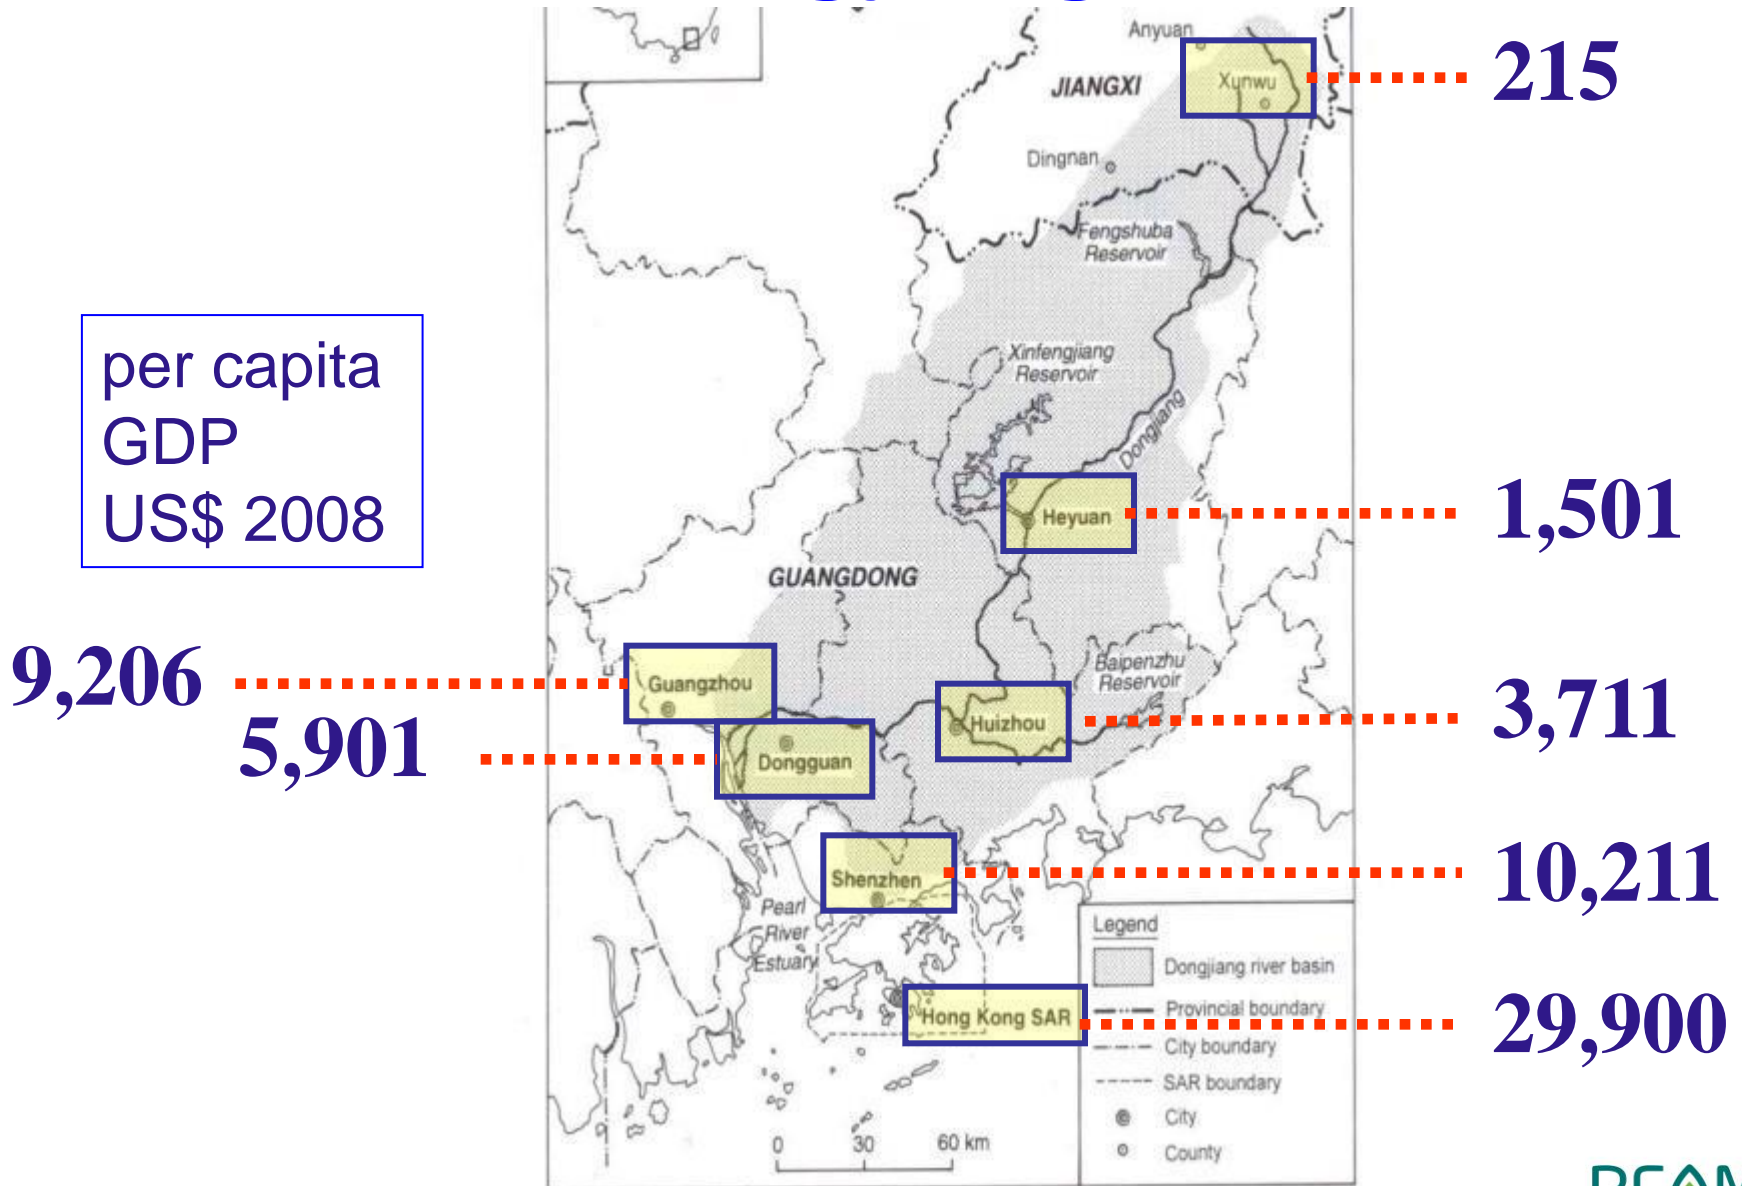 Anyuan
Xunwu
215
JIANGXI
Dingnan
Fengshuba
Reservoir
Xinfengjiang
Reservoir
per capita
GDP
US$ 2008
Dongjiang
Heyuan
1,501
GUANGDONG
9,206
Guangzhou
Baipenzhu
Reservoir
Huizhou
3,711
5,901
Dongguan
Shenzhen
10,211
Pearl
River
Estuary
Legend
Dongjiang river basin
Hong Kong SAR
Provincial boundary
29,900
City boundary
SAR boundary
City
County
0 30 60 km